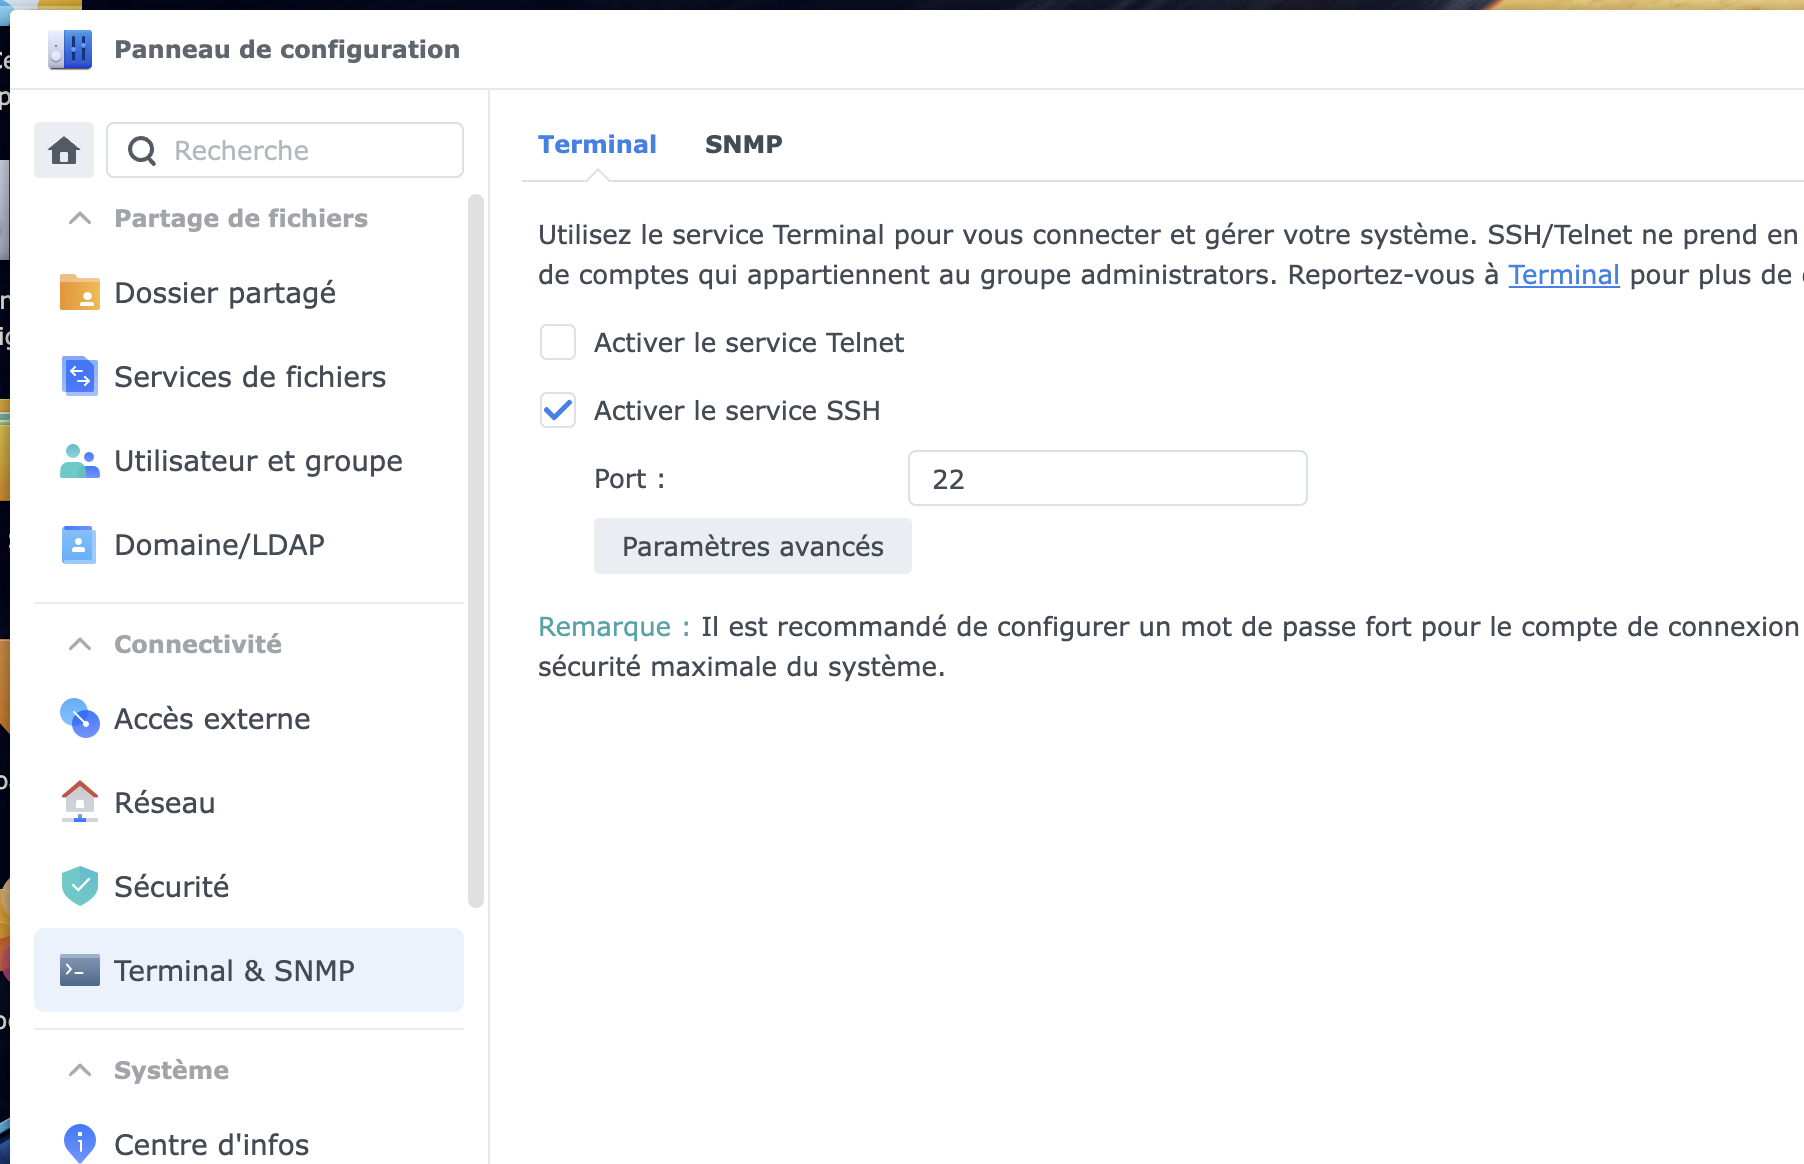 Panneau de configuration
Recherche
Partage de fichiers
Dossier partagé
Services de fichiers
Utilisateur et groupe
Domaine/LDAP
Connectivité
Accès externe
Réseau
Sécurité
Terminal & SNMP
Système
Centre d'infos
Terminal SNMP
Utilisez le service Terminal pour vous connecter et gérer votre système. SSH/Telnet ne prend en
de comptes qui appartiennent au groupe administrators. Reportez-vous à Terminal pour plus de
Activer le service Telnet
Activer le service SSH
Port : 22
Paramètres avancés
Remarque : Il est recommandé de configurer un mot de passe fort pour le compte de connexion
sécurité maximale du système.